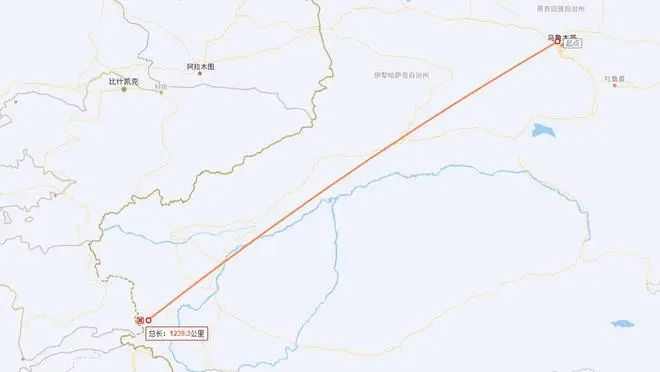 昌吉回族自治州
乌鲁木齐
起点
阿拉木图
伊犁哈萨克自治州
吐鲁番
比什凯克
总长：1239.3公里